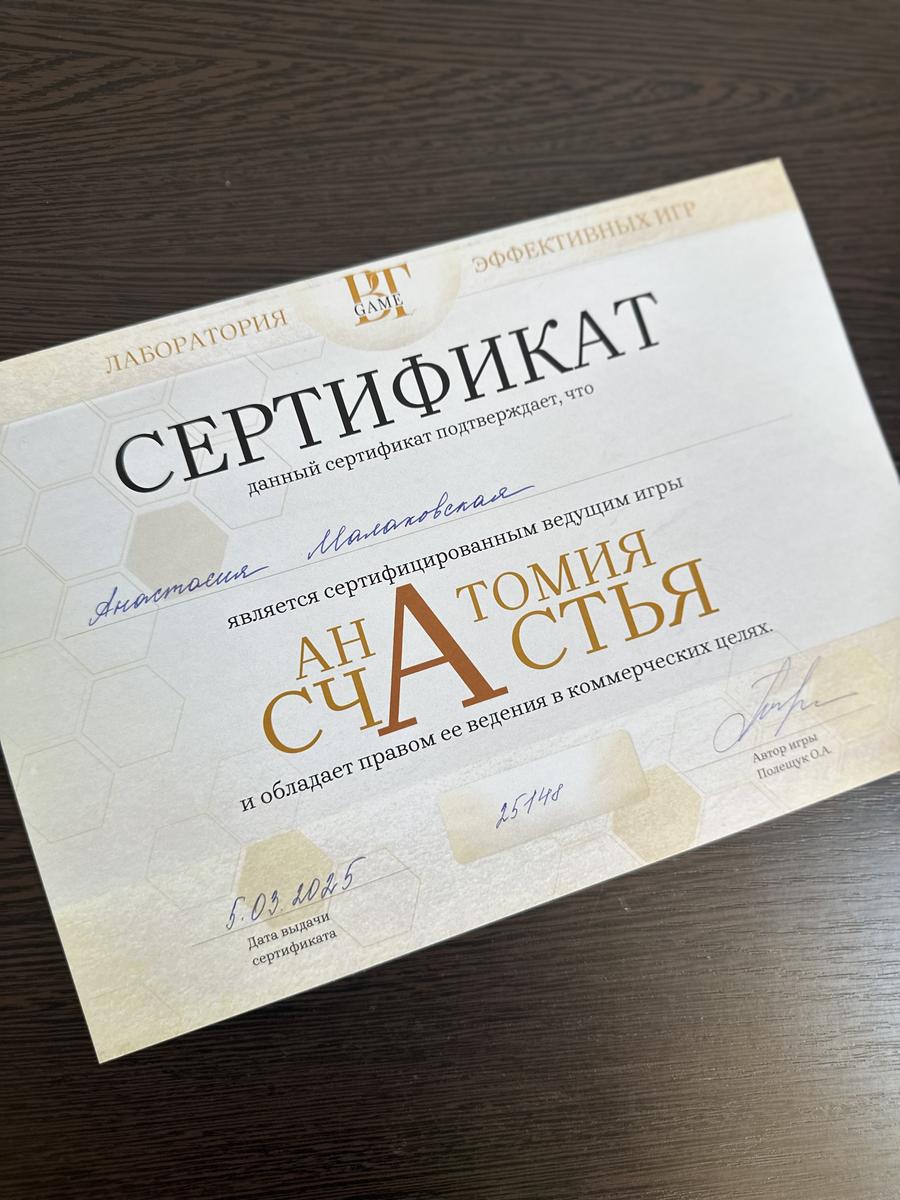 ЛАБОРАТОРИЯ BT GAME ЭФФЕКТИВНЫХ ИГР
СЕРТИФИКАТ
данный сертификат подтверждает, что
Анастасия Малаховская
является сертифицированным ведущим игры
АНАТОМИЯ
СЧАСТЬЯ
и обладает правом ее ведения в коммерческих целях.
25148
Автор игры
Полещук О.А.
5.03.2025
Дата выдачи
сертификата